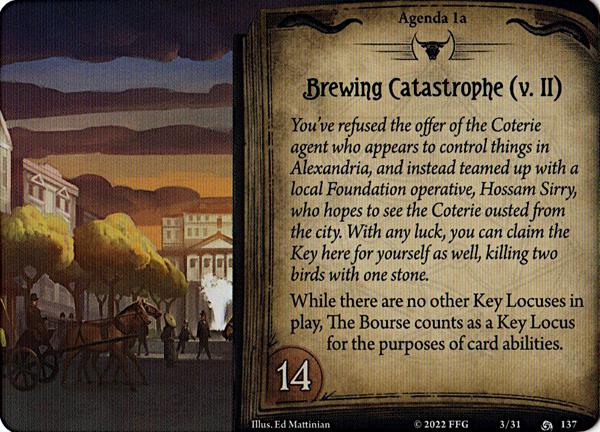 Agenda 1a
Brewing Catastrophe (v. II)
You've refused the offer of the Coterie
agent who appears to control things in
Alexandria, and instead teamed up with a
local Foundation operative, Hossam Sirry,
who hopes to see the Coterie ousted from
the city. With any luck, you can claim the
Key here for yourself as well, killing two
birds with one stone.
While there are no other Key Locuses in
play, The Bourse counts as a Key Locus
for the purposes of card abilities.
14
Illus. Ed Mattinian © 2022 FFG 3/31 137